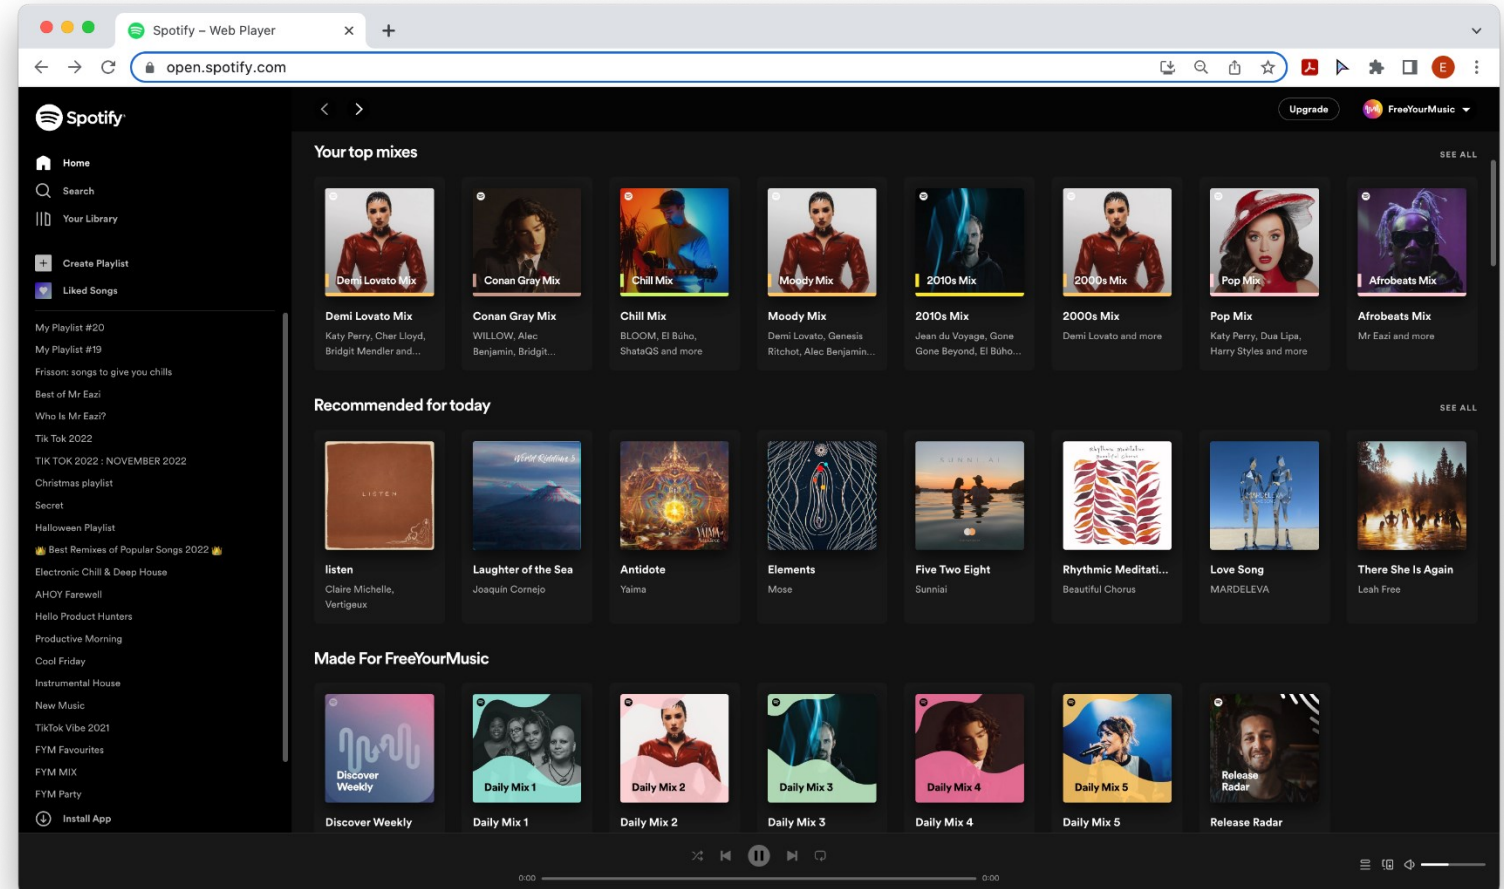 Spotify – Web Player
open.spotify.com
E
Spotify
Home
Search
Your Library
Create Playlist
Liked Songs
My Playlist #20
My Playlist #19
Frisson: songs to give you chills
Best of Mr Eazi
Who Is Mr Eazi?
Tik Tok 2022
TIK TOK 2022 : NOVEMBER 2022
Christmas playlist
Secret
Halloween Playlist
👑 Best Remixes of Popular Songs 2022 👑
Electronic Chill & Deep House
AHOY Farewell
Hello Product Hunters
Productive Morning
Cool Friday
Instrumental House
New Music
TikTok Vibe 2021
FYM Favourites
FYM MIX
FYM Party
Install App
Upgrade
FreeYourMusic
Your top mixes
SEE ALL
Demi Lovato Mix
Conan Gray Mix
Chill Mix
Moody Mix
2010s Mix
2000s Mix
Pop Mix
Afrobeats Mix
Demi Lovato Mix
Katy Perry, Cher Lloyd,
Bridgit Mendler and...
Conan Gray Mix
WILLOW, Alec
Benjamin, Bridgit...
Chill Mix
BLOOM, El Búho,
ShataQS and more
Moody Mix
Demi Lovato, Genesis
Ritchot, Alec Benjamin...
2010s Mix
Jean du Voyage, Gone
Gone Beyond, El Búho...
2000s Mix
Demi Lovato and more
Pop Mix
Katy Perry, Dua Lipa,
Harry Styles and more
Afrobeats Mix
Mr Eazi and more
Recommended for today
SEE ALL
LISTEN
World Riddims 3
YAIMA
SUNNI AI
Rhythmic Meditation
Beautiful Chorus
MARDELEVA
listen
Claire Michelle,
Vertigeux
Laughter of the Sea
Joaquín Cornejo
Antidote
Yaima
Elements
Mose
Five Two Eight
Sunniai
Rhythmic Meditati...
Beautiful Chorus
Love Song
MARDELEVA
There She Is Again
Leah Free
Made For FreeYourMusic
Discover
Weekly
Daily Mix 1
Daily Mix 2
Daily Mix 3
Daily Mix 4
Daily Mix 5
Release
Radar
Discover Weekly
Daily Mix 1
Daily Mix 2
Daily Mix 3
Daily Mix 4
Daily Mix 5
Release Radar
0:00
0:00